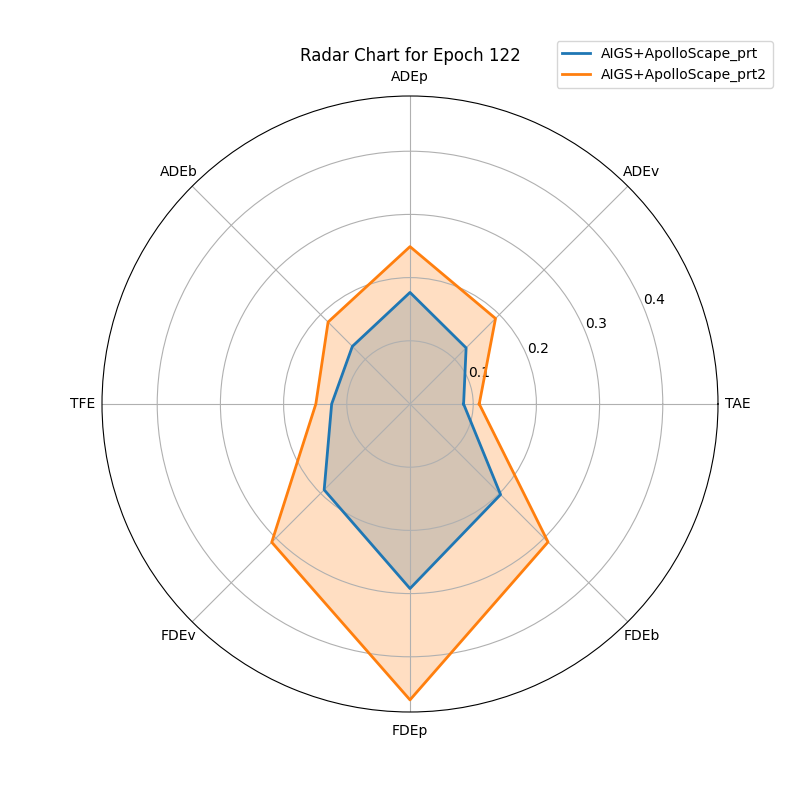 Radar Chart for Epoch 122
AIGS+ApolloScape_prt
AIGS+ApolloScape_prt2
ADEp
ADEb
ADEv
0.4
0.3
0.2
0.1
TFE
TAE
FDEv
FDEb
FDEp